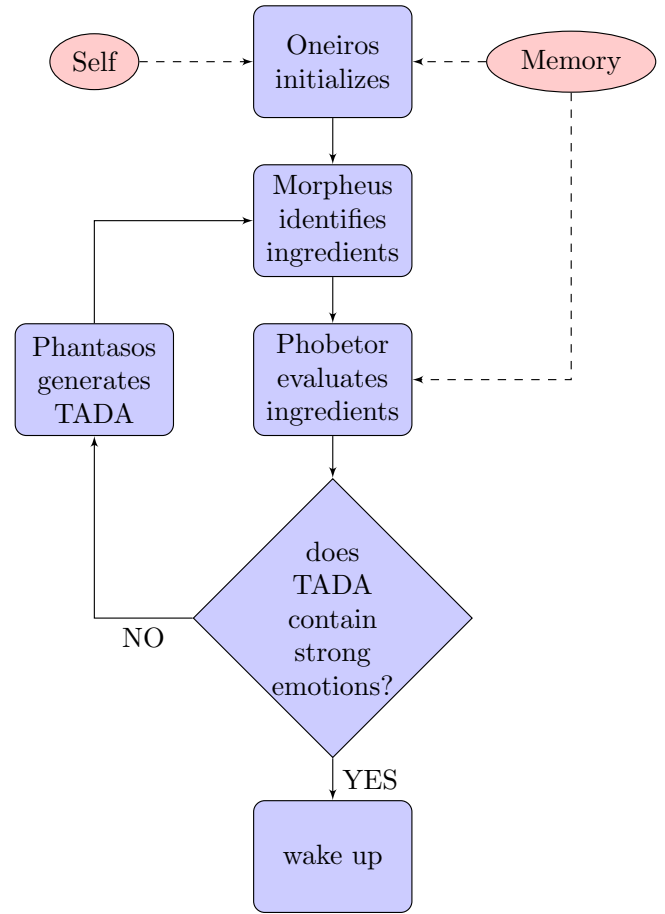 Self
Oneiros
initializes
Memory
Morpheus
identifies
ingredients
Phantasos
generates
TADA
Phobetor
evaluates
ingredients
does
TADA
contain
strong
emotions?
NO
YES
wake up